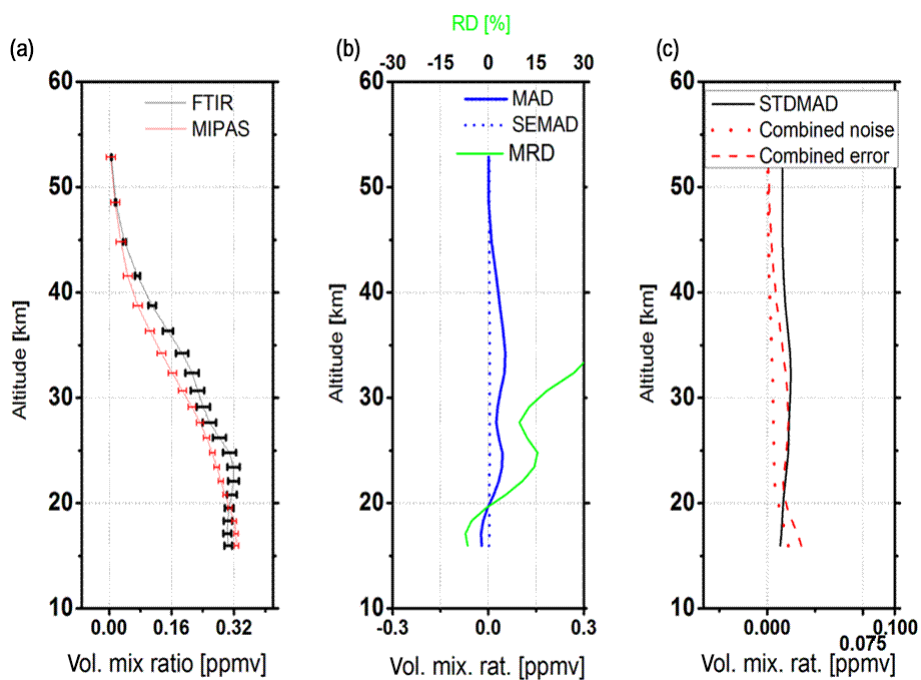 RD [%]
(a)
(b)
(c)
-30 -15 0 15 30
60
50
40
30
20
10
Altitude [km]
FTIR
MIPAS
0.00 0.16 0.32
Vol. mix ratio [ppmv]
60
50
40
30
20
10
Altitude [km]
MAD
SEMAD
MRD
-0.3 0.0 0.3
Vol. mix. rat. [ppmv]
60
50
40
30
20
10
Altitude [km]
STDMAD
Combined noise
Combined error
0.000 0.100
0.075
Vol. mix. rat. [ppmv]